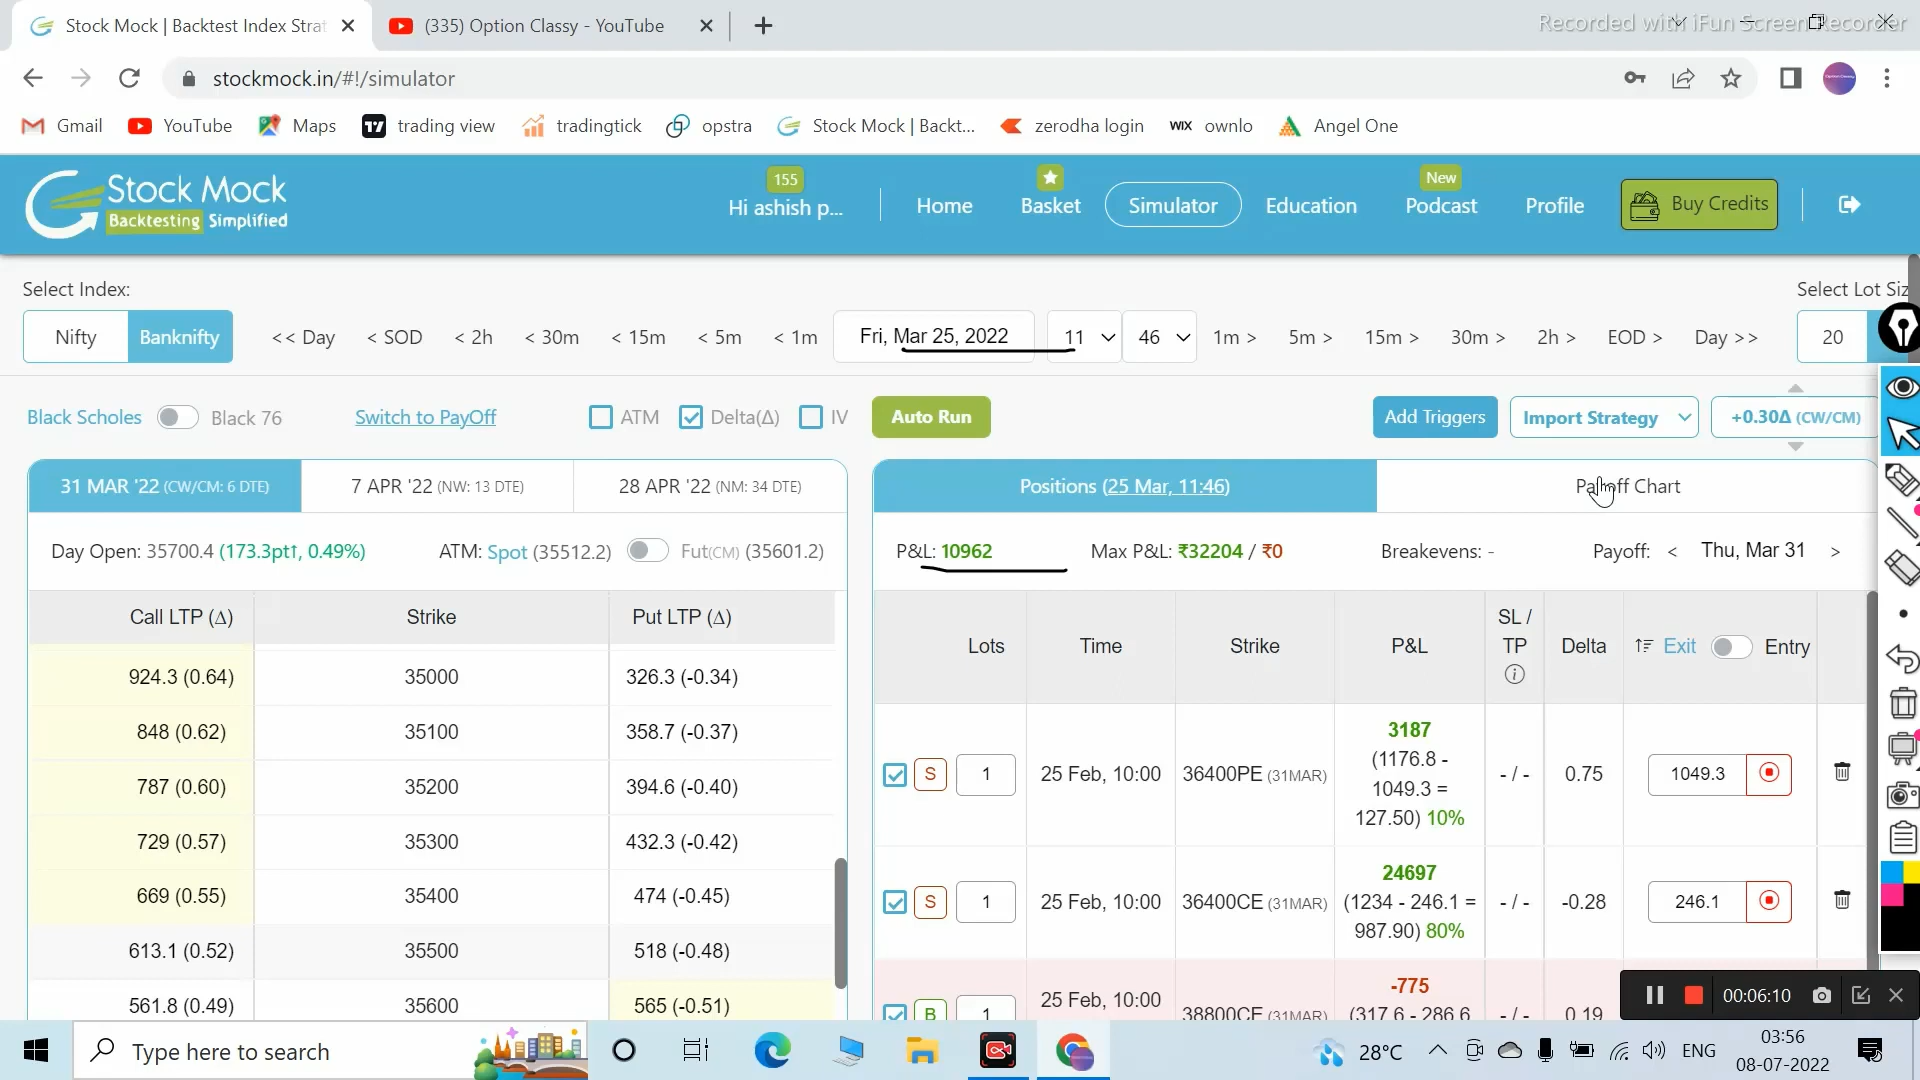 Stock Mock | Backtest Index Strat
(335) Option Classy - YouTube
Recorded with iFun Screen Recorder
stockmock.in/#!/simulator
Gmail YouTube Maps trading view tradingtick opstra Stock Mock | Backt... zerodha login WIX ownlo Angel One
Stock Mock
Backtesting Simplified
155
Hi ashish p...
Home Basket Simulator Education
New
Podcast Profile Buy Credits
Select Index: Select Lot Siz
Nifty Banknifty << Day < SOD < 2h < 30m < 15m < 5m < 1m Fri, Mar 25, 2022 11 46 1m > 5m > 15m > 30m > 2h > EOD > Day >> 20
Black Scholes Black 76 Switch to PayOff ATM Delta(Δ) IV Auto Run Add Triggers Import Strategy +0.30Δ (CW/CM)
31 MAR '22 (CW/CM: 6 DTE) 7 APR '22 (NW: 13 DTE) 28 APR '22 (NM: 34 DTE)
Day Open: 35700.4 (173.3pt↑, 0.49%) ATM: Spot (35512.2) Fut(CM) (35601.2)
Call LTP (Δ) Strike Put LTP (Δ)
924.3 (0.64) 35000 326.3 (-0.34)
848 (0.62) 35100 358.7 (-0.37)
787 (0.60) 35200 394.6 (-0.40)
729 (0.57) 35300 432.3 (-0.42)
669 (0.55) 35400 474 (-0.45)
613.1 (0.52) 35500 518 (-0.48)
561.8 (0.49) 35600 565 (-0.51)
Positions (25 Mar, 11:46) Payoff Chart
P&L: 10962 Max P&L: ₹32204 / ₹0 Breakevens: - Payoff: < Thu, Mar 31 >
Lots Time Strike P&L SL / TP Delta Exit Entry
S 1 25 Feb, 10:00 36400PE (31MAR) 3187 (1176.8 - 1049.3 = 127.50) 10% - / - 0.75 1049.3
S 1 25 Feb, 10:00 36400CE (31MAR) 24697 (1234 - 246.1 = 987.90) 80% - / - -0.28 246.1
B 1 25 Feb, 10:00 38800CE (31MAR) -775 (317.6 - 286.6 - / - 0.19
00:06:10
Type here to search
28°C ENG
03:56
08-07-2022